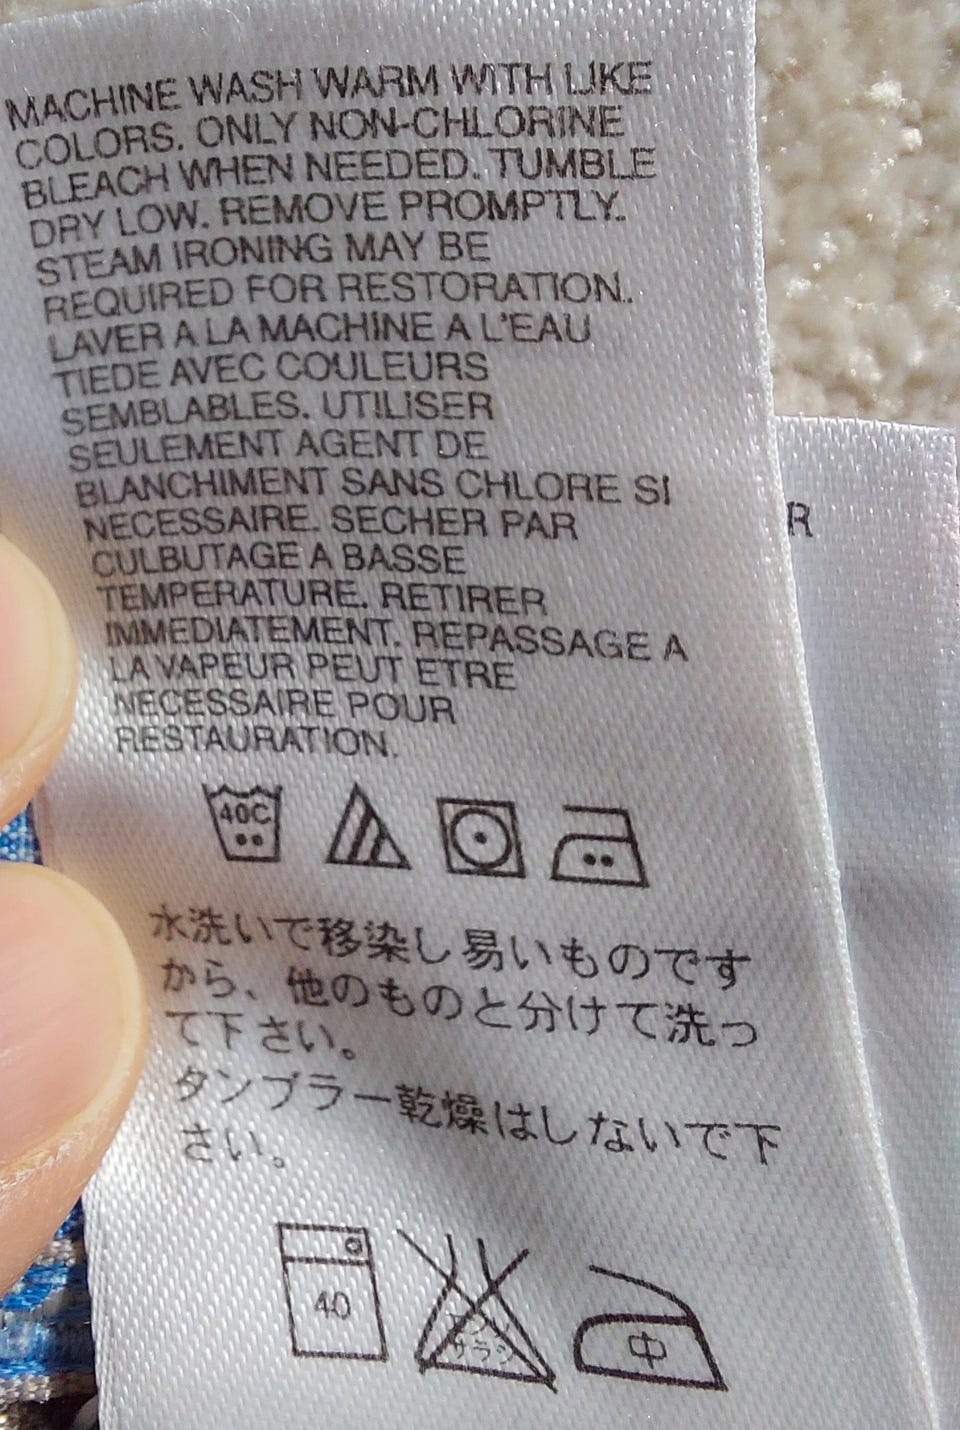 MACHINE WASH WARM WITH LIKE
COLORS. ONLY NON-CHLORINE
BLEACH WHEN NEEDED. TUMBLE
DRY LOW. REMOVE PROMPTLY.
STEAM IRONING MAY BE
REQUIRED FOR RESTORATION.
LAVER A LA MACHINE A L'EAU
TIEDE AVEC COULEURS
SEMBLABLES. UTILISER
SEULEMENT AGENT DE
BLANCHIMENT SANS CHLORE SI
NECESSAIRE. SECHER PAR
CULBUTAGE A BASSE
TEMPERATURE. RETIRER
IMMEDIATEMENT. REPASSAGE A
LA VAPEUR PEUT ETRE
NECESSAIRE POUR
RESTAURATION.
R
40C
水洗いで移染し易いものです
から、他のものと分けて洗っ
て下さい。
タンブラー乾燥はしないで下
さい。
40
サラシ
中